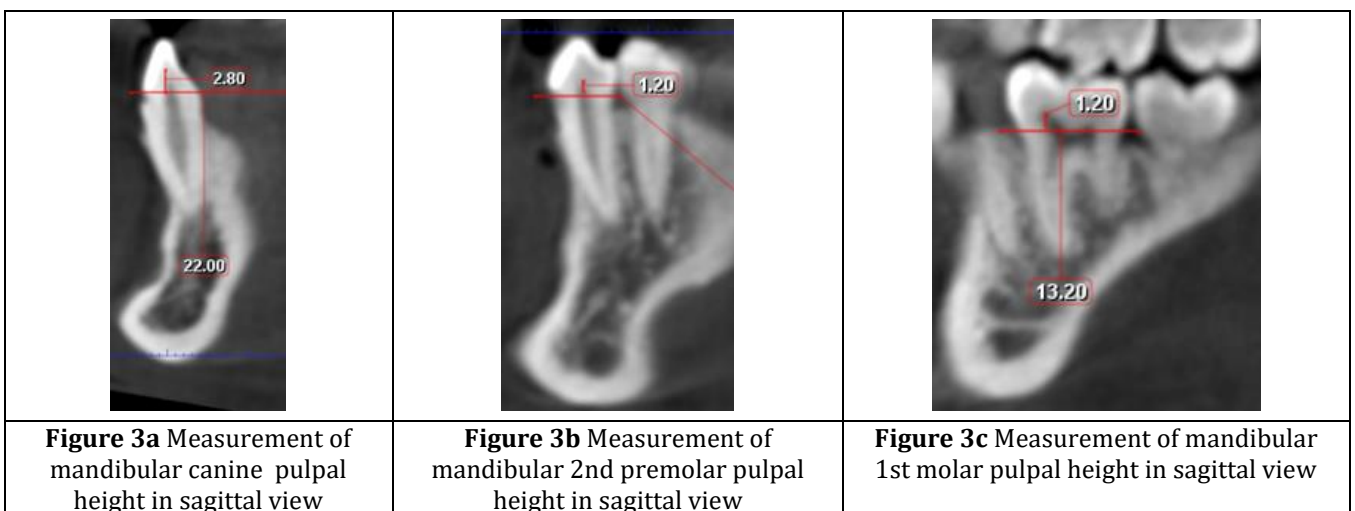 2.80
22.00
1.20
1.20
13.20
Figure 3a Measurement of
mandibular canine pulpal
height in sagittal view
Figure 3b Measurement of
mandibular 2nd premolar pulpal
height in sagittal view
Figure 3c Measurement of mandibular
1st molar pulpal height in sagittal view